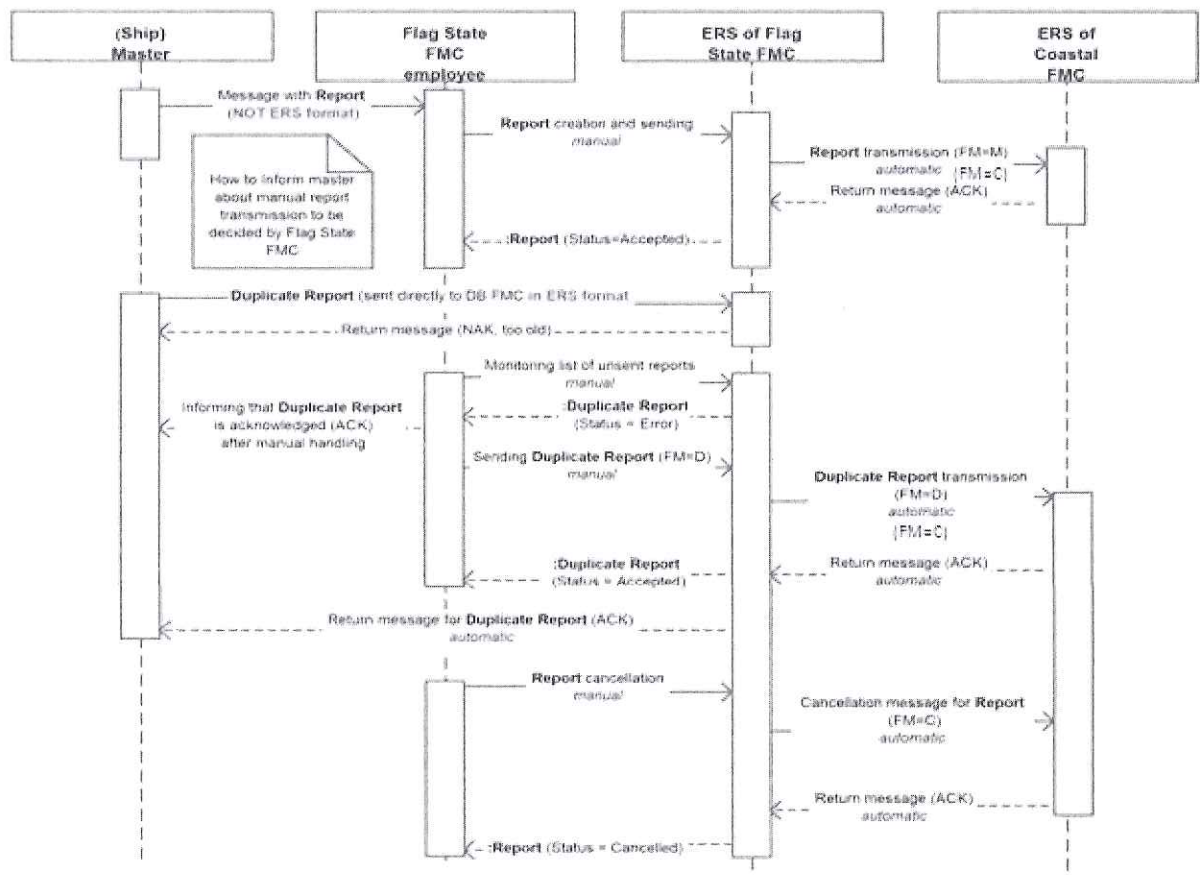 (Ship)
Master
Flag State
FMC
employee
ERS of Flag
State FMC
ERS of
Coastal
FMC
Message with Report
(NOT ERS format)
Report creation and sending
manual
Report transmission (FM=M)
automatic (FM=C)
Return message (ACK)
automatic
How to inform master
about manual report
transmission to be
decided by Flag State
FMC
:Report (Status=Accepted)
Duplicate Report (sent directly to DB FMC in ERS format
Return message (NAK, too old)
Monitoring list of unsent reports
manual
:Duplicate Report
(Status = Error)
Informing that Duplicate Report
is acknowledged (ACK)
after manual handling
Sending Duplicate Report (FM=D)
manual
Duplicate Report transmission
(FM=D)
automatic
(FM=C)
:Duplicate Report
(Status = Accepted)
Return message (ACK)
automatic
Return message for Duplicate Report (ACK)
automatic
Report cancellation
manual
Cancellation message for Report
(FM=C)
automatic
Return message (ACK)
automatic
:Report (Status = Cancelled)